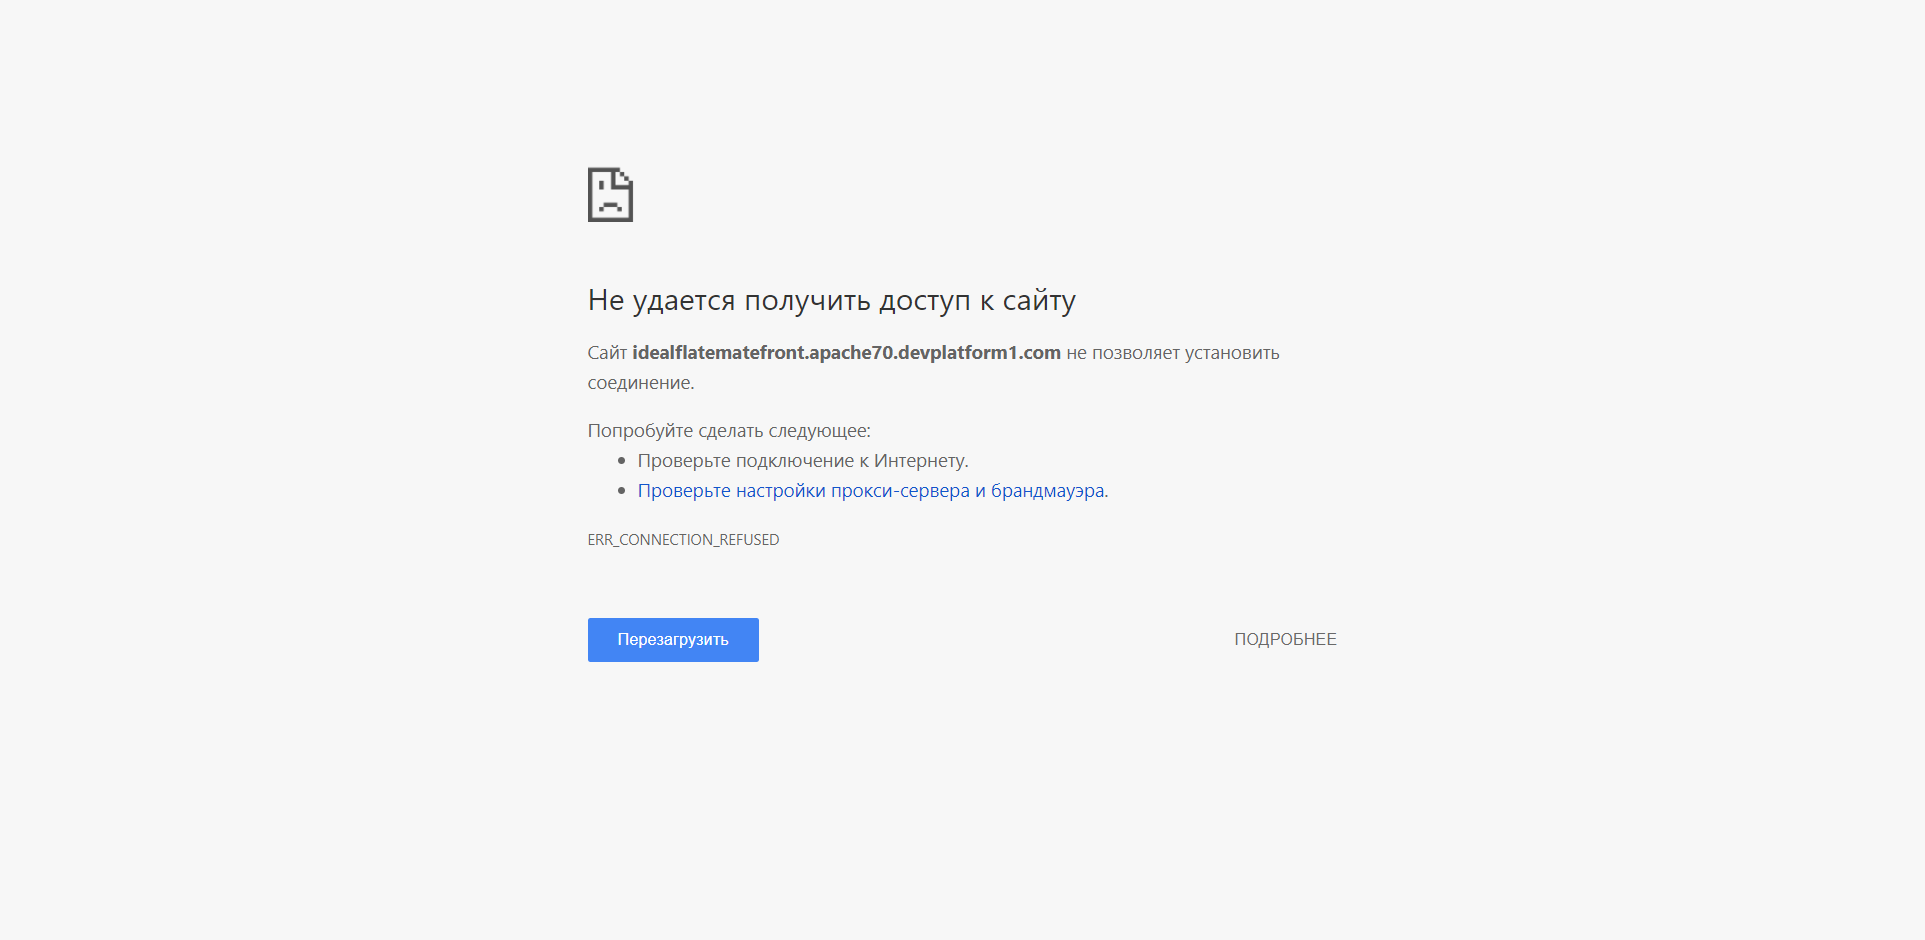 Не удается получить доступ к сайту
Сайт idealflatematefront.apache70.devplatform1.com не позволяет установить
соединение.
Попробуйте сделать следующее:
Проверьте подключение к Интернету.
Проверьте настройки прокси-сервера и брандмауэра.
ERR_CONNECTION_REFUSED
Перезагрузить
ПОДРОБНЕЕ